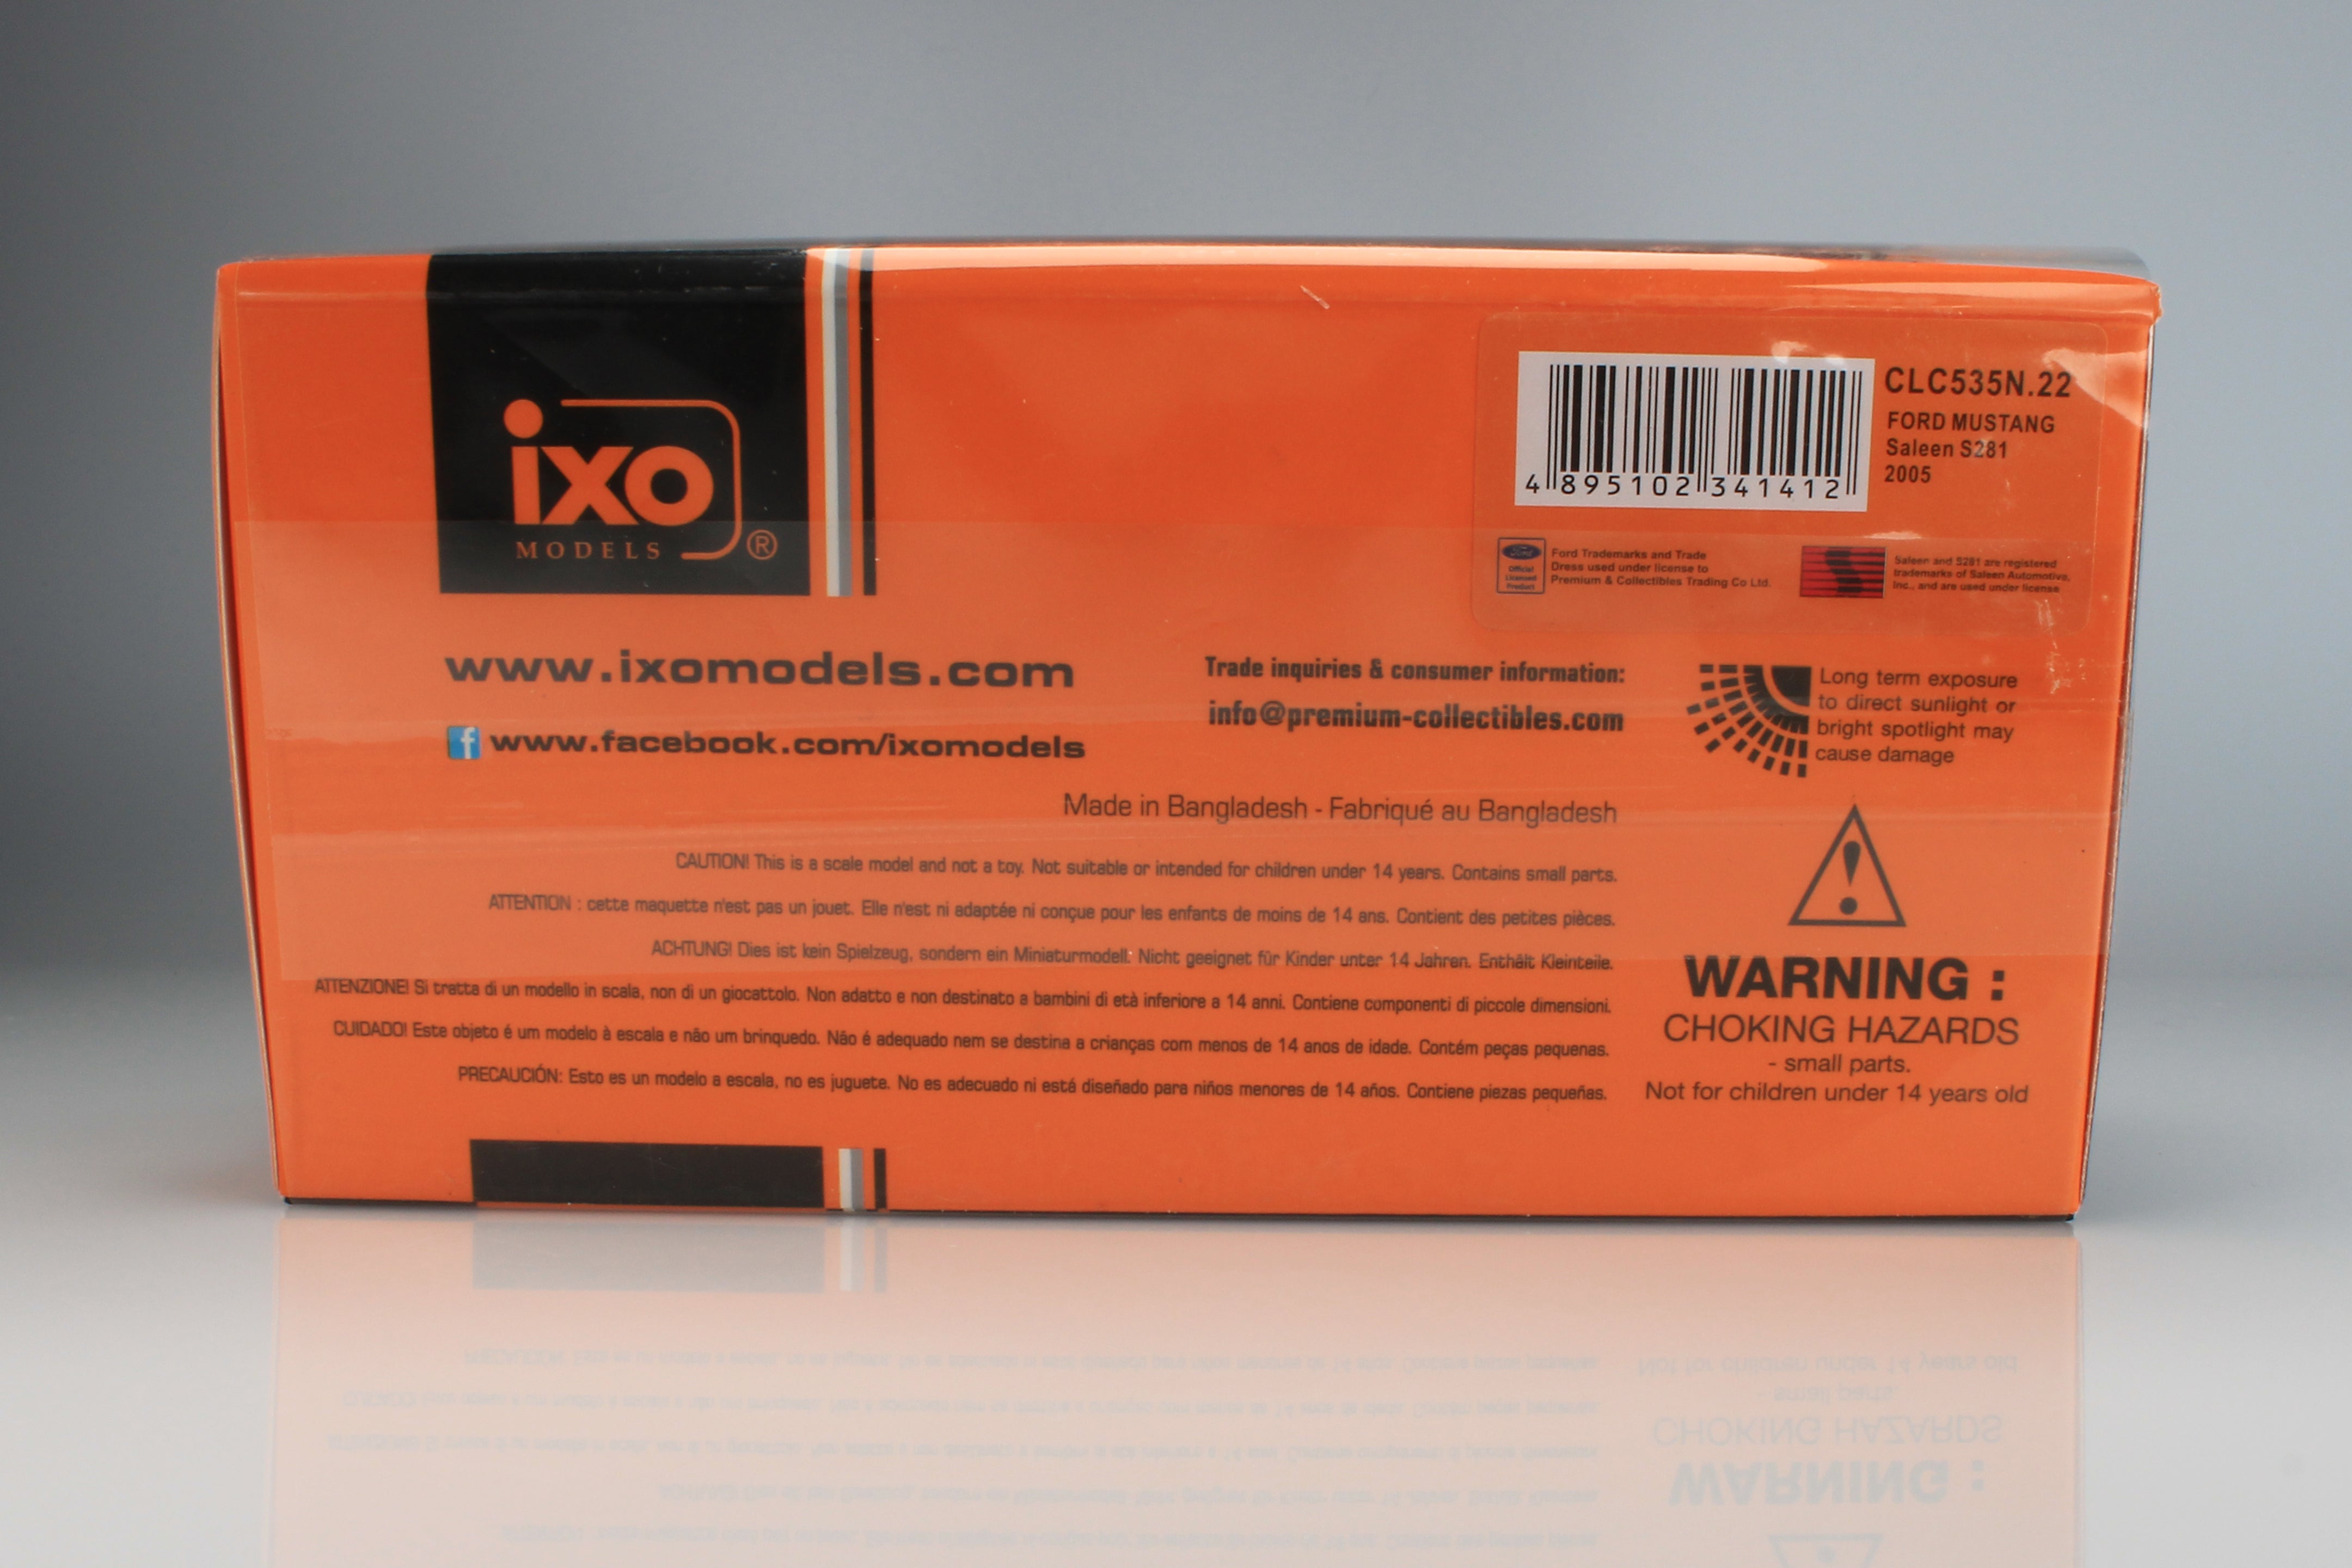 ixo
MODELS ®
4 895102 341412
CLC535N.22
FORD MUSTANG
Saleen S281
2005
Ford
Official
Licensed
Product
Ford Trademarks and Trade
Dress used under license to
Premium & Collectibles Trading Co Ltd.
Saleen and S281 are registered
trademarks of Saleen Automotive,
Inc., and are used under license
www.ixomodels.com
f www.facebook.com/ixomodels
Trade inquiries & consumer information:
info@premium-collectibles.com
Long term exposure
to direct sunlight or
bright spotlight may
cause damage
Made in Bangladesh - Fabriqué au Bangladesh
CAUTION! This is a scale model and not a toy. Not suitable or intended for children under 14 years. Contains small parts.
ATTENTION : cette maquette n'est pas un jouet. Elle n'est ni adaptée ni conçue pour les enfants de moins de 14 ans. Contient des petites pièces.
ACHTUNG! Dies ist kein Spielzeug, sondern ein Miniaturmodell. Nicht geeignet für Kinder unter 14 Jahren. Enthält Kleinteile.
ATTENZIONE! Si tratta di un modello in scala, non di un giocattolo. Non adatto e non destinato a bambini di età inferiore a 14 anni. Contiene componenti di piccole dimensioni.
CUIDADO! Este objeto é um modelo à escala e não um brinquedo. Não é adequado nem se destina a crianças com menos de 14 anos de idade. Contém peças pequenas.
PRECAUCIÓN: Esto es un modelo a escala, no es juguete. No es adecuado ni está diseñado para niños menores de 14 años. Contiene piezas pequeñas.
WARNING :
CHOKING HAZARDS
- small parts.
Not for children under 14 years old